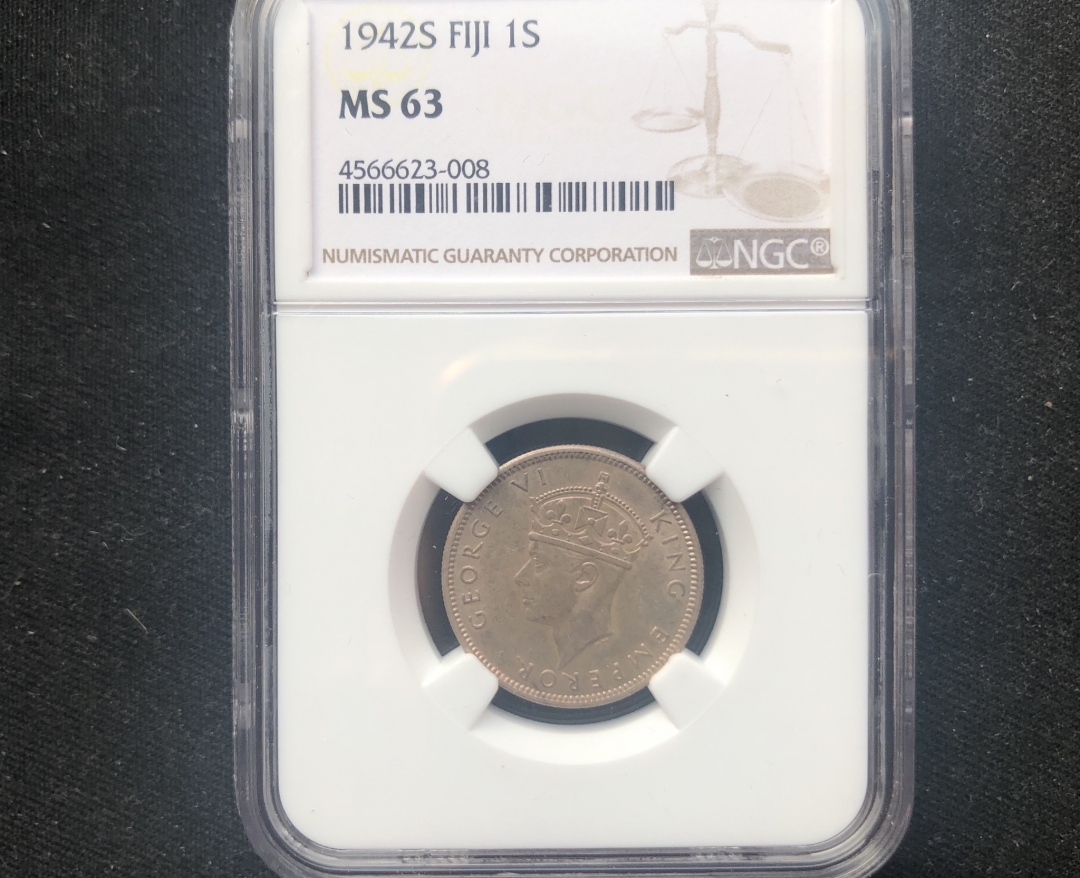 1942S FIJI 1S
MS 63
4566623-008
NUMISMATIC GUARANTY CORPORATION
NGC®
GEORGE VI KING EMPEROR